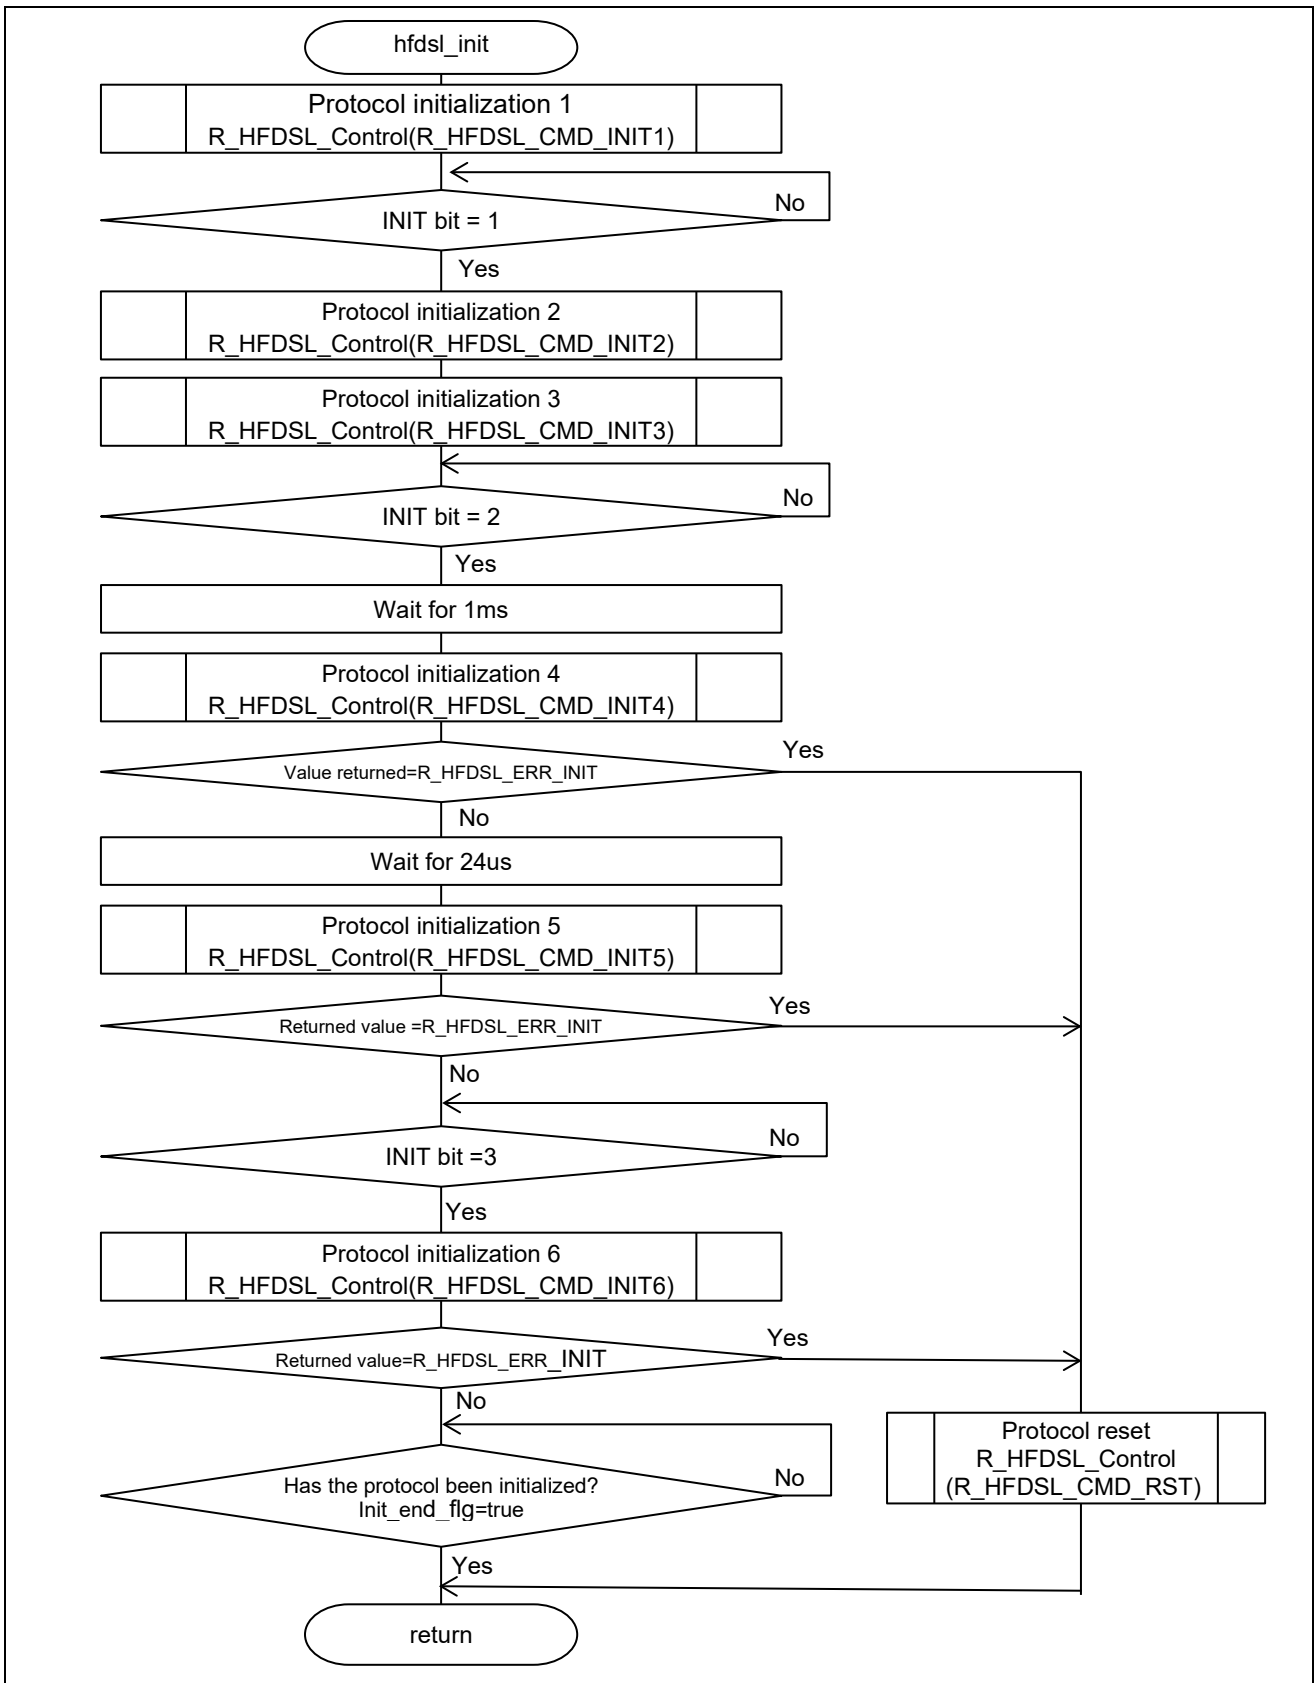 hfdsl_init
Protocol initialization 1
R_HFDSL_Control(R_HFDSL_CMD_INIT1)
No
INIT bit = 1
Yes
Protocol initialization 2
R_HFDSL_Control(R_HFDSL_CMD_INIT2)
Protocol initialization 3
R_HFDSL_Control(R_HFDSL_CMD_INIT3)
No
INIT bit = 2
Yes
Wait for 1ms
Protocol initialization 4
R_HFDSL_Control(R_HFDSL_CMD_INIT4)
Yes
Value returned=R_HFDSL_ERR_INIT
No
Wait for 24us
Protocol initialization 5
R_HFDSL_Control(R_HFDSL_CMD_INIT5)
Yes
Returned value =R_HFDSL_ERR_INIT
No
No
INIT bit =3
Yes
Protocol initialization 6
R_HFDSL_Control(R_HFDSL_CMD_INIT6)
Yes
Returned value=R_HFDSL_ERR_INIT
No
Has the protocol been initialized?
Init_end_flg=true
No
Protocol reset
R_HFDSL_Control
(R_HFDSL_CMD_RST)
Yes
return